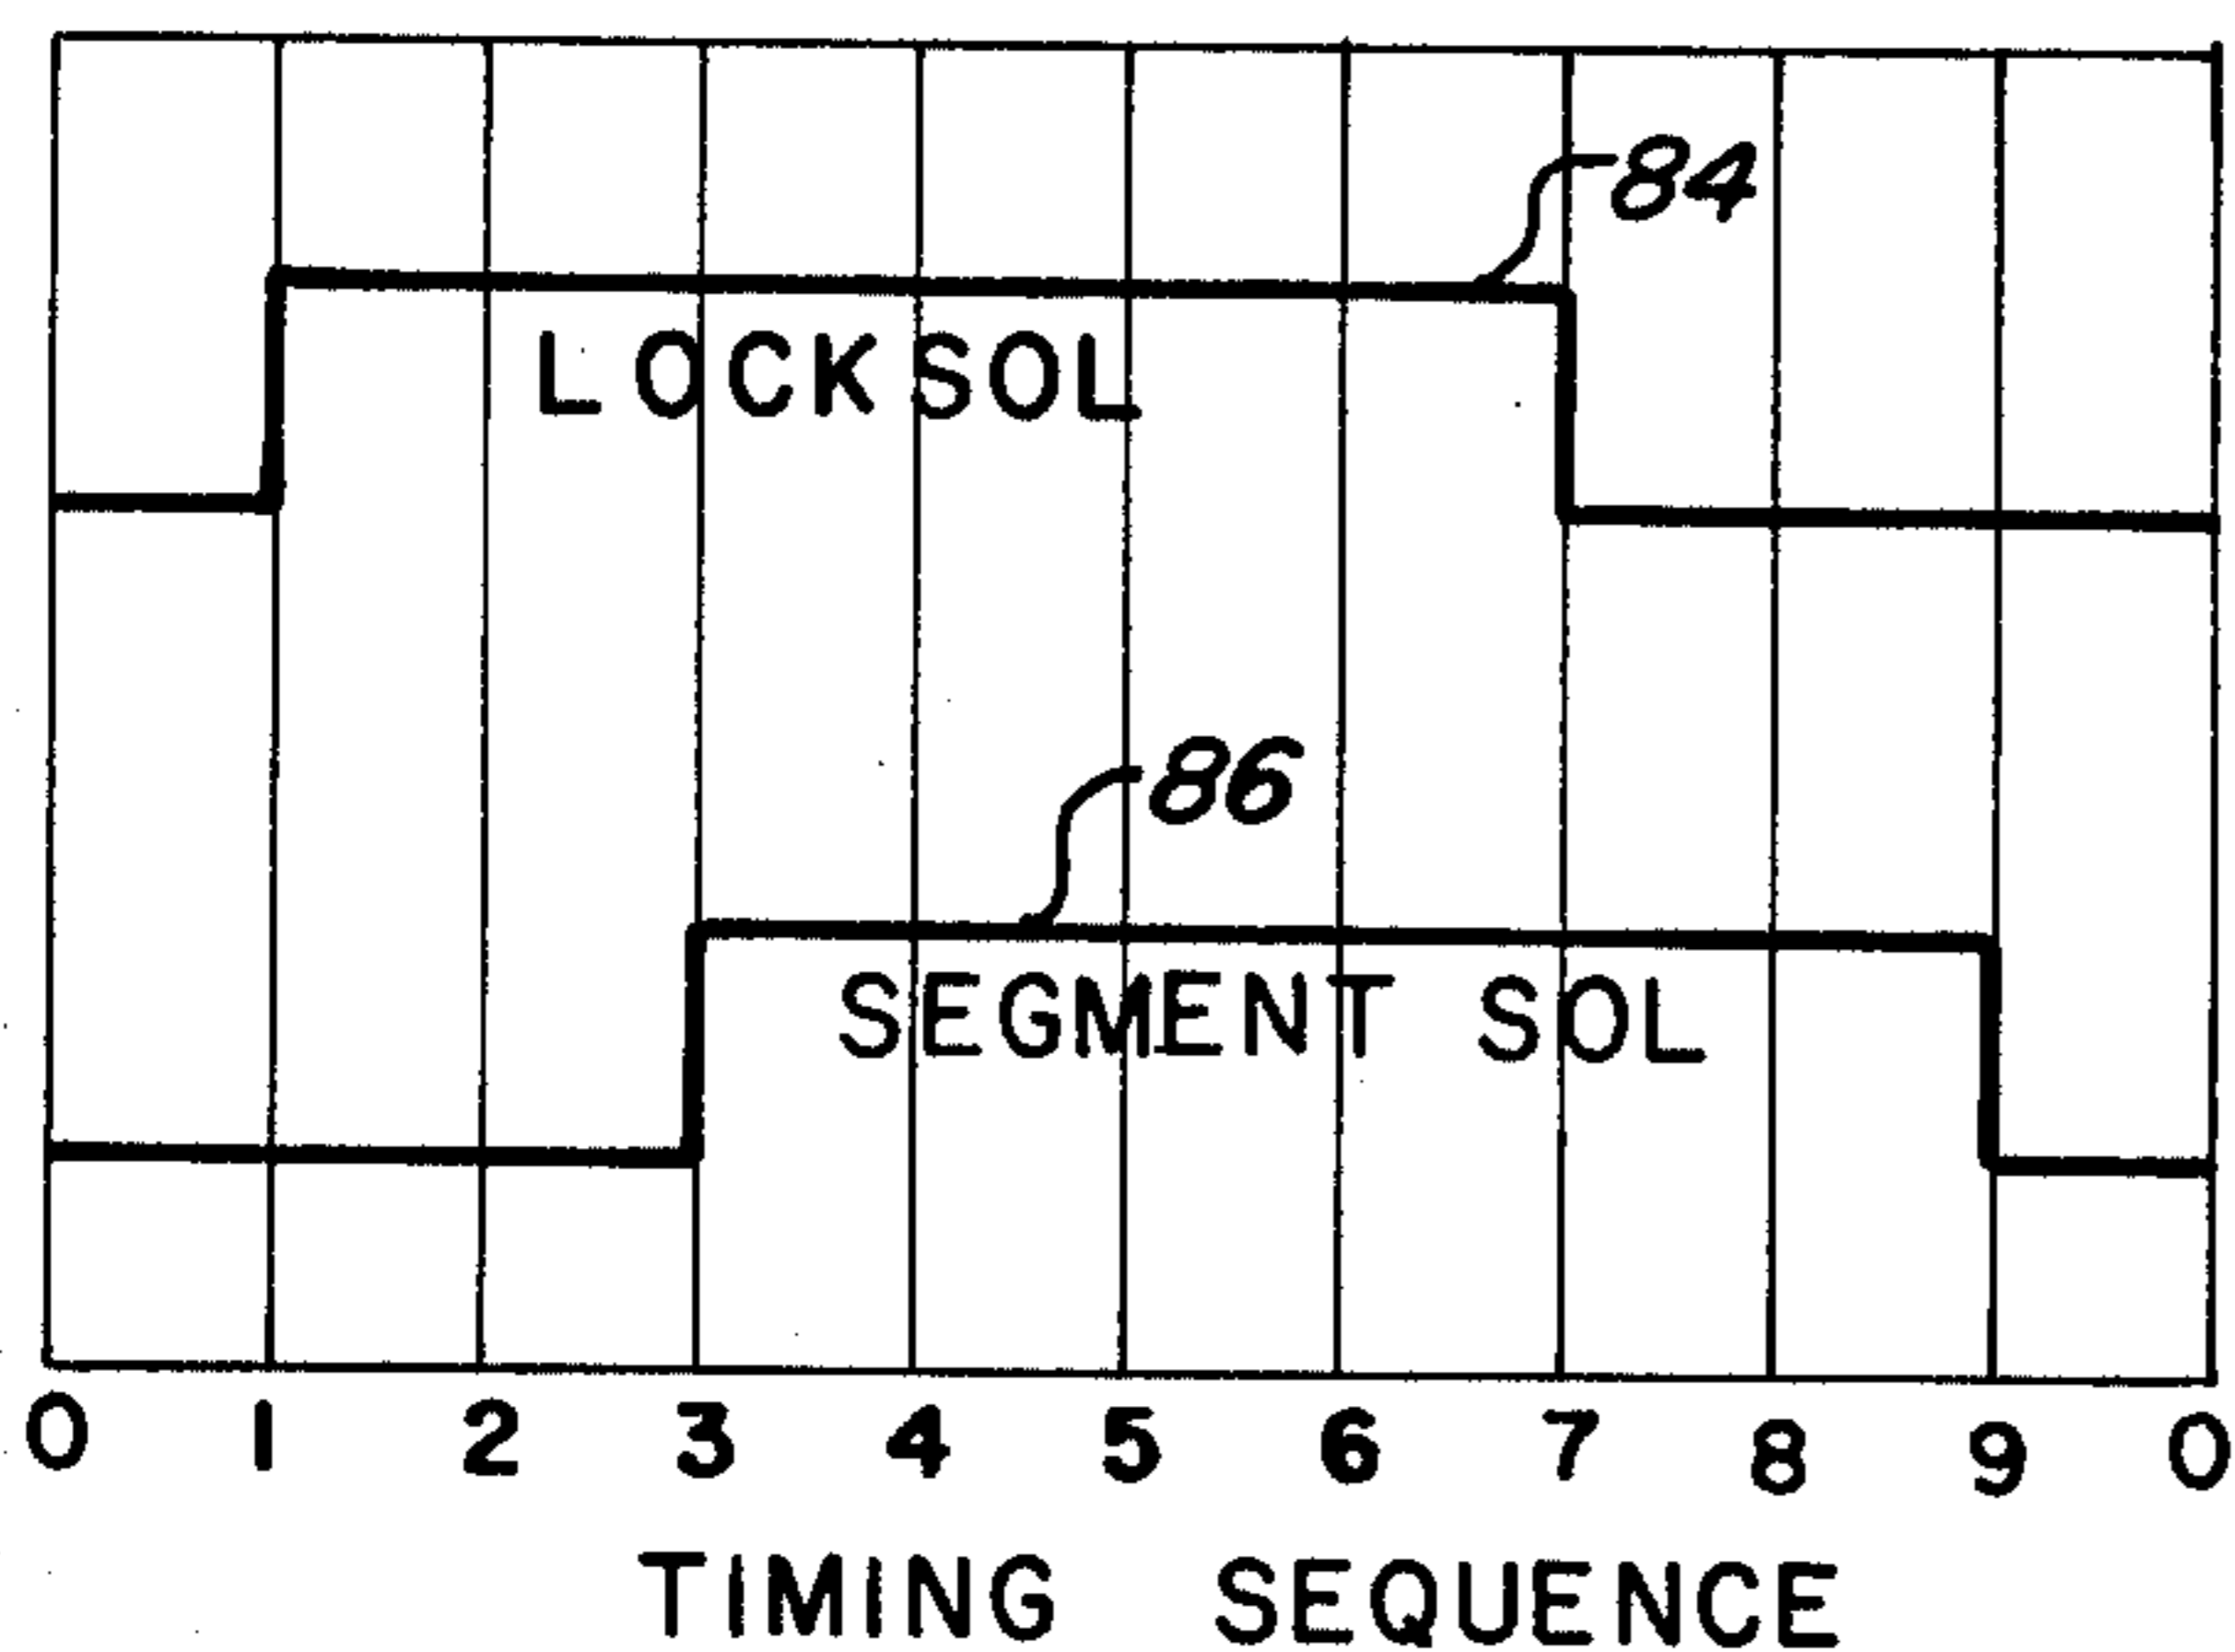 84
LOCK SOL
86
SEGMENT SOL
0 1 2 3 4 5 6 7 8 9 0
TIMING SEQUENCE